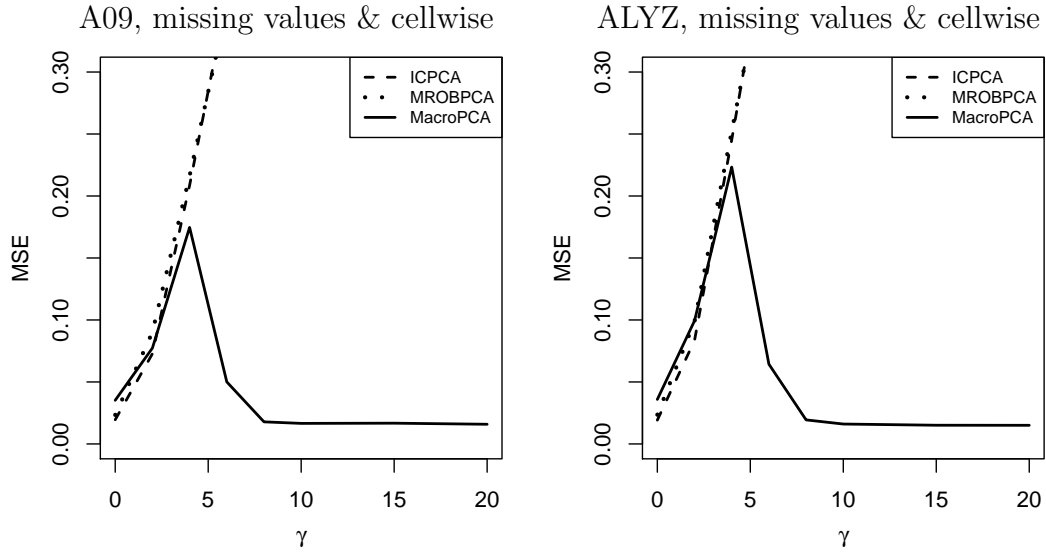 A09, missing values & cellwise
MSE
0.30
0.20
0.10
0.00
ICPCA
MROBPCA
MacroPCA
0 5 10 15 20
γ
ALYZ, missing values & cellwise
MSE
0.30
0.20
0.10
0.00
ICPCA
MROBPCA
MacroPCA
0 5 10 15 20
γ